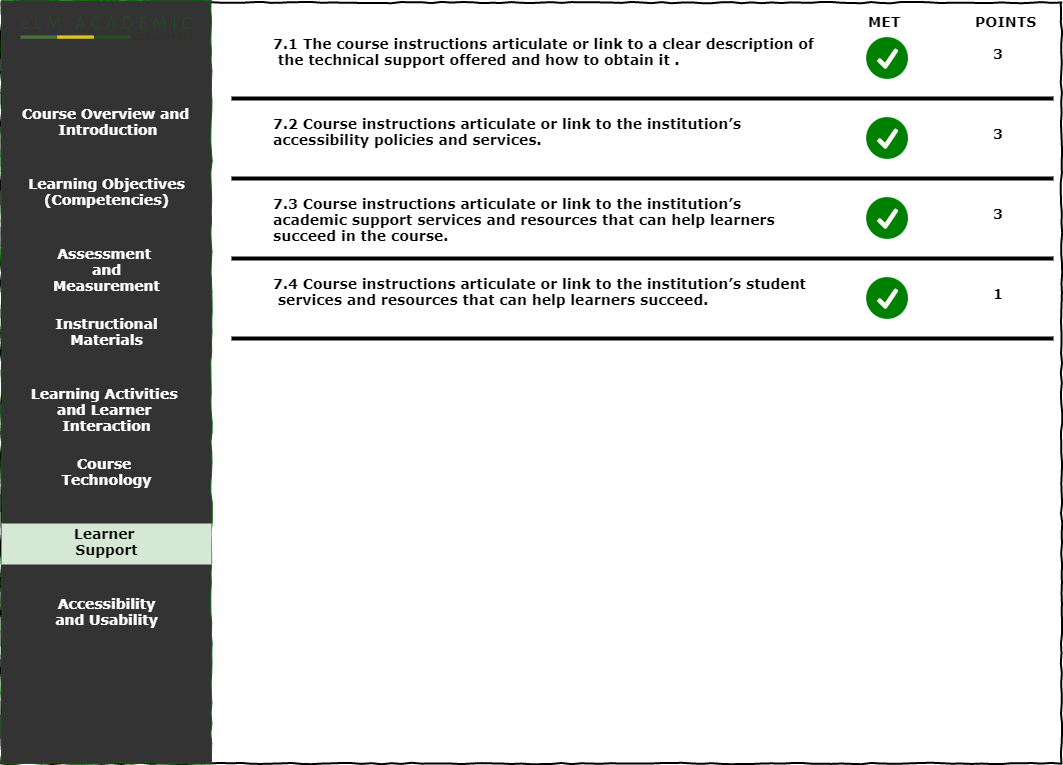 eLM ACADEMIC
Course Overview and
Introduction
Learning Objectives
(Competencies)
Assessment
and
Measurement
Instructional
Materials
Learning Activities
and Learner
Interaction
Course
Technology
Learner
Support
Accessibility
and Usability
MET POINTS
7.1 The course instructions articulate or link to a clear description of
the technical support offered and how to obtain it .
3
7.2 Course instructions articulate or link to the institution’s
accessibility policies and services.
3
7.3 Course instructions articulate or link to the institution’s
academic support services and resources that can help learners
succeed in the course.
3
7.4 Course instructions articulate or link to the institution’s student
services and resources that can help learners succeed.
1